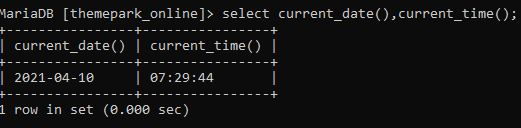 MariaDB [themepark_online]> select current_date(),current_time();
+----------------+----------------+
| current_date() | current_time() |
+----------------+----------------+
| 2021-04-10     | 07:29:44       |
+----------------+----------------+
1 row in set (0.000 sec)